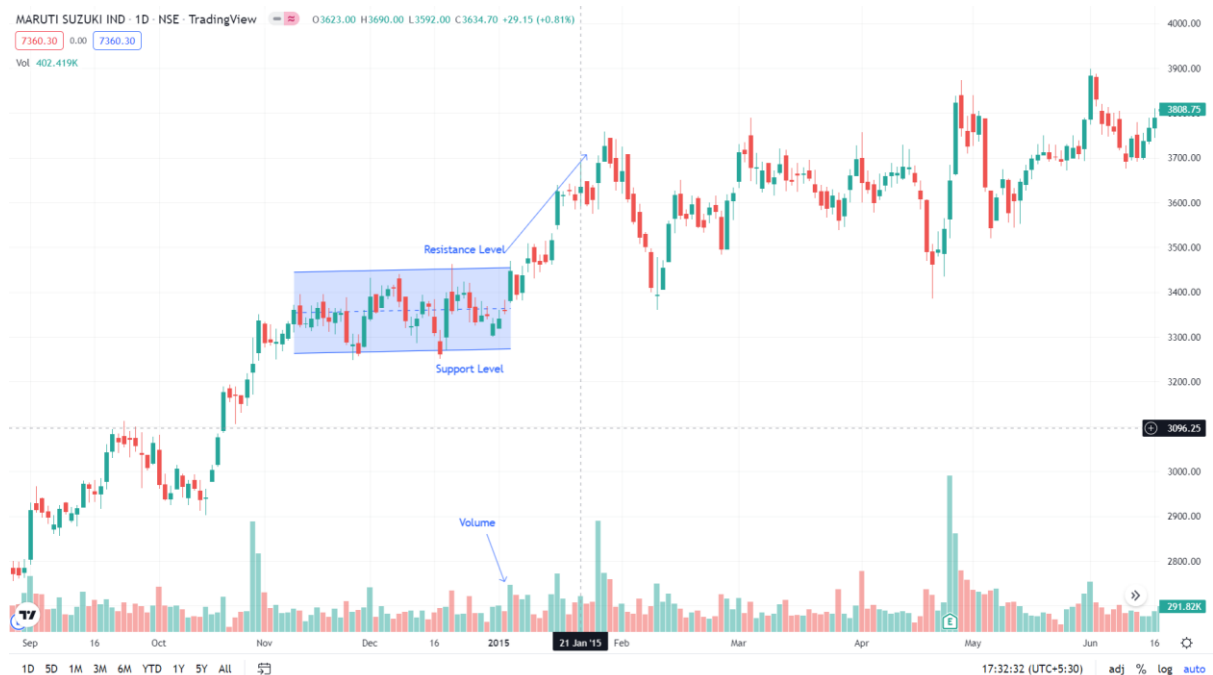 MARUTI SUZUKI IND · 1D · NSE · TradingView O3623.00 H3690.00 L3592.00 C3634.70 +29.15 (+0.81%)
7360.30 0.00 7360.30
Vol 402.419K
4000.00
3900.00
3808.75
3700.00
3600.00
3500.00
3400.00
3300.00
3200.00
3096.25
3000.00
2900.00
2800.00
291.82K
Resistance Level
Support Level
Volume
E
Sep 16 Oct Nov Dec 16 2015 21 Jan '15 Feb Mar Apr May Jun 16
1D 5D 1M 3M 6M YTD 1Y 5Y All 17:32:32 (UTC+5:30) adj % log auto